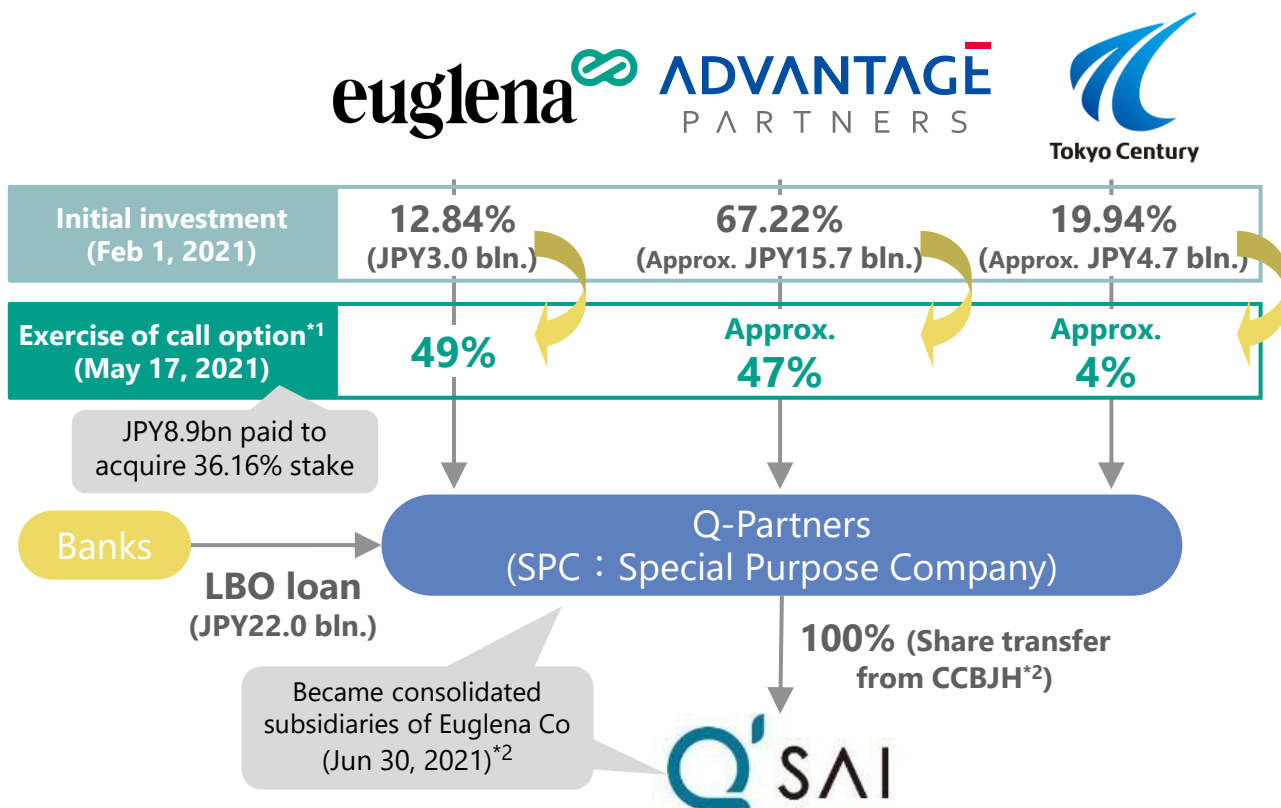 euglena
ADVANTAGE
PARTNERS
Tokyo Century
Initial investment
(Feb 1, 2021)
12.84%
(JPY3.0 bln.)
67.22%
(Approx. JPY15.7 bln.)
19.94%
(Approx. JPY4.7 bln.)
Exercise of call option*1
(May 17, 2021)
49%
Approx.
47%
Approx.
4%
JPY8.9bn paid to
acquire 36.16% stake
Banks
LBO loan
(JPY22.0 bln.)
Q-Partners
(SPC：Special Purpose Company)
100% (Share transfer
from CCBJH*2)
Became consolidated
subsidiaries of Euglena Co
(Jun 30, 2021)*2
Q'SAI